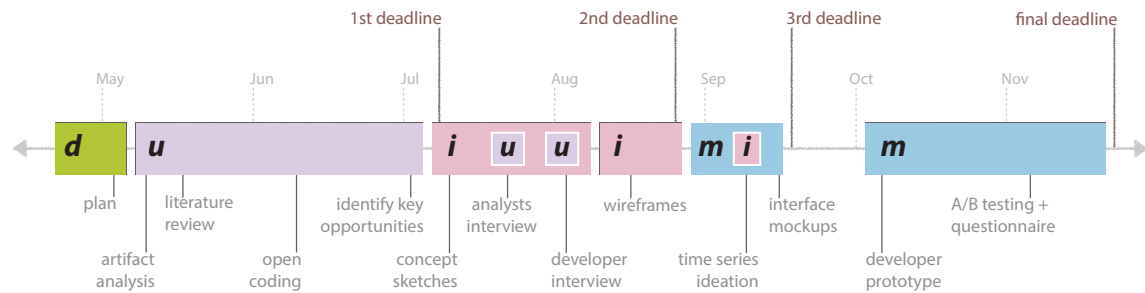 1st deadline
2nd deadline
3rd deadline
final deadline
May
Jun
Jul
Aug
Sep
Oct
Nov
d
u
i
u
u
i
m
i
m
plan
literature
review
identify key
opportunities
analysts
interview
wireframes
interface
mockups
A/B testing +
questionnaire
artifact
analysis
open
coding
concept
sketches
developer
interview
time series
ideation
developer
prototype